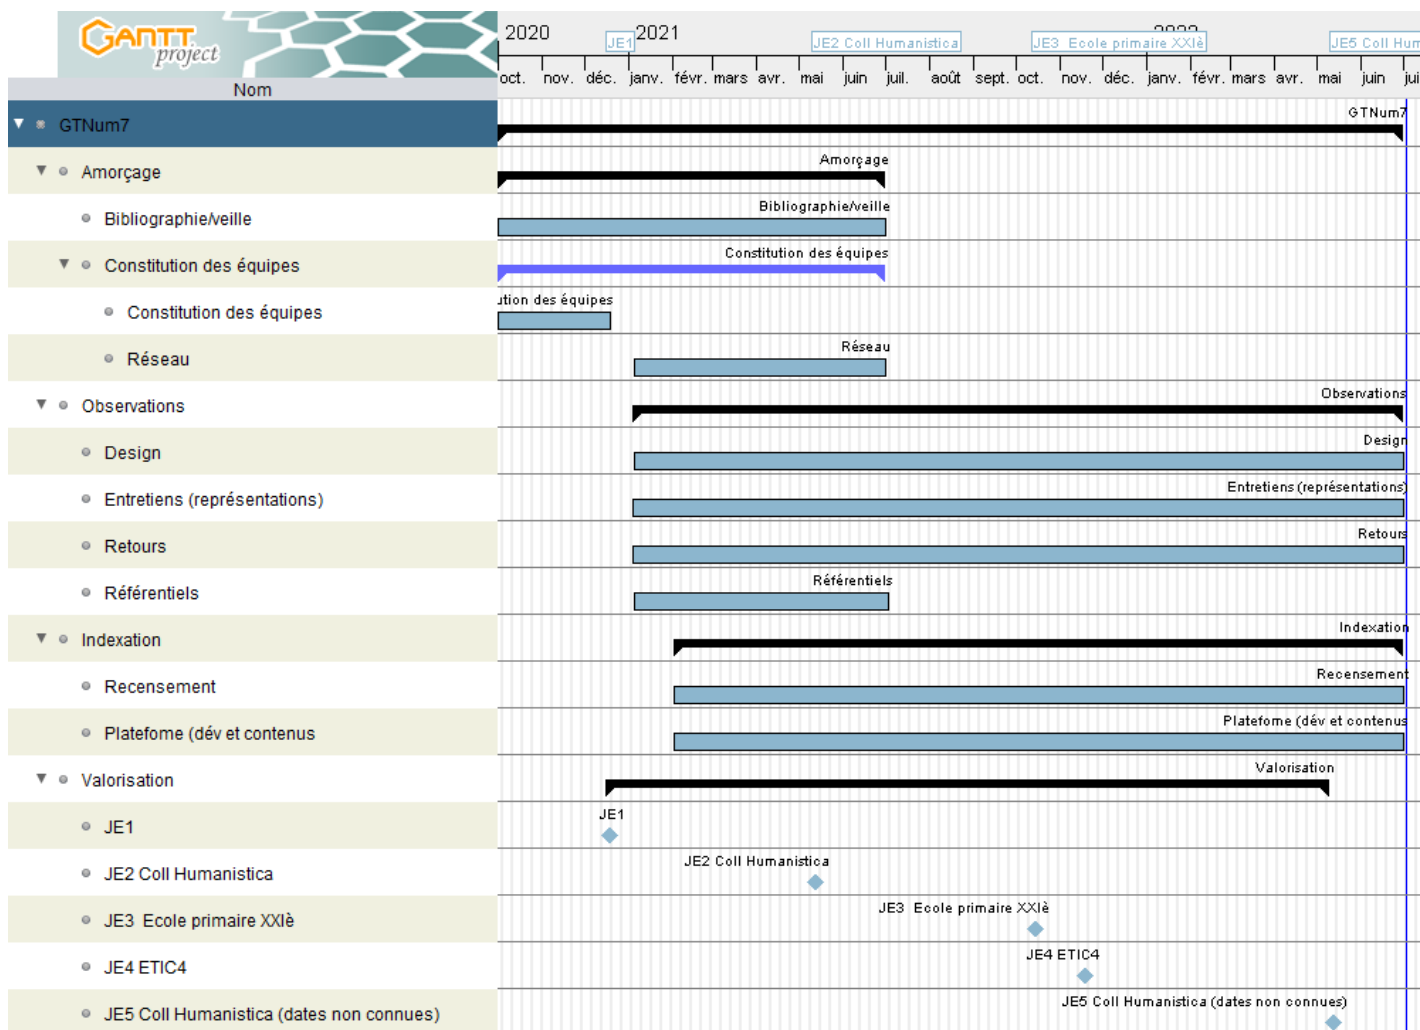 GANTT
project
2020
2021
2022
JE1
JE2 Coll Humanistica
JE3 Ecole primaire XXIè
JE5 Coll Hum
oct. nov. déc. janv. févr. mars avr. mai juin juil. août sept. oct. nov. déc. janv. févr. mars avr. mai juin jui
Nom
GTNum7
GTNum7
Amorçage
Amorçage
Bibliographie/veille
Bibliographie/veille
Constitution des équipes
Constitution des équipes
Constitution des équipes
ution des équipes
Réseau
Réseau
Observations
Observations
Design
Design
Entretiens (représentations)
Entretiens (représentations)
Retours
Retours
Référentiels
Référentiels
Indexation
Indexation
Recensement
Recensement
Platefome (dév et contenus
Platefome (dév et contenus
Valorisation
Valorisation
JE1
JE1
JE2 Coll Humanistica
JE2 Coll Humanistica
JE3 Ecole primaire XXIè
JE3 Ecole primaire XXIè
JE4 ETIC4
JE4 ETIC4
JE5 Coll Humanistica (dates non connues)
JE5 Coll Humanistica (dates non connues)